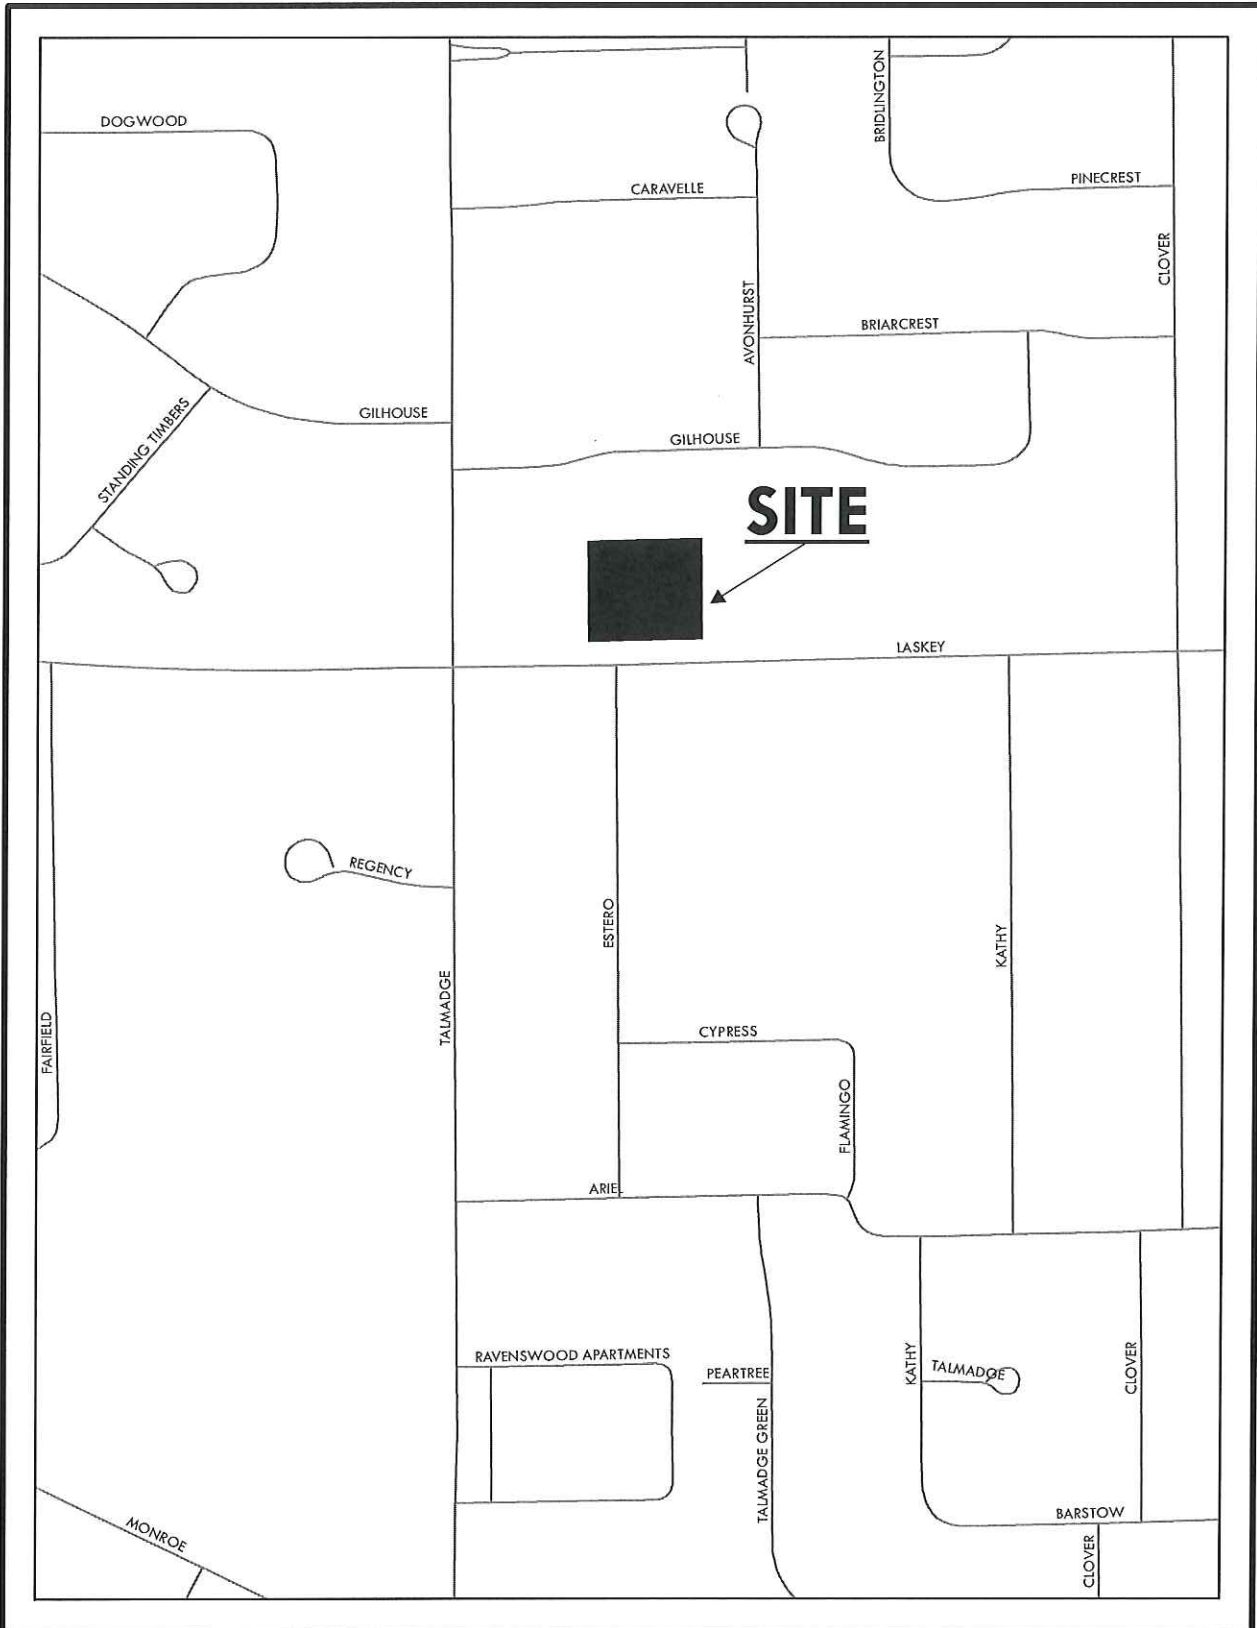 BRIDLINGTON
DOGWOOD
PINECREST
CARAVELLE
CLOVER
AVONHURST
BRIARCREST
STANDING TIMBERS
GILHOUSE
GILHOUSE
SITE
LASKEY
REGENCY
ESTERO
KATHY
TALMADGE
FAIRFIELD
CYPRESS
FLAMINGO
ARIEL
RAVENSWOOD APARTMENTS
PEARTREE
KATHY
TALMADGE
CLOVER
TALMADGE GREEN
MONROE
BARSTOW
CLOVER